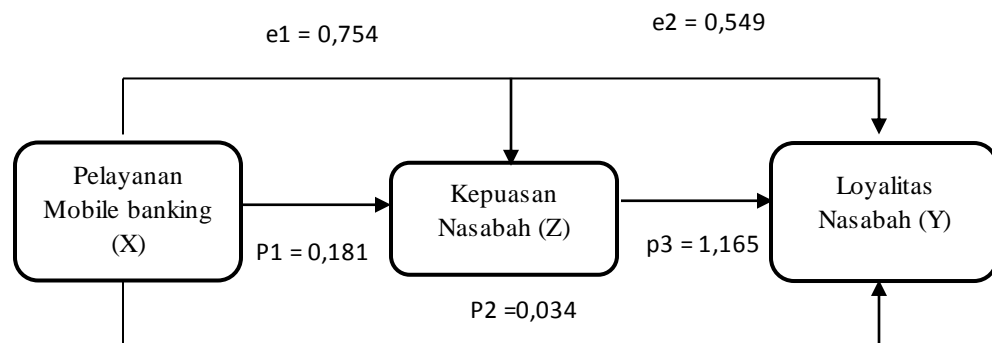 e1 = 0,754
e2 = 0,549
Pelayanan
Mobile banking
(X)
Kepuasan
Nasabah (Z)
Loyalitas
Nasabah (Y)
P1 = 0,181
p3 = 1,165
P2 =0,034